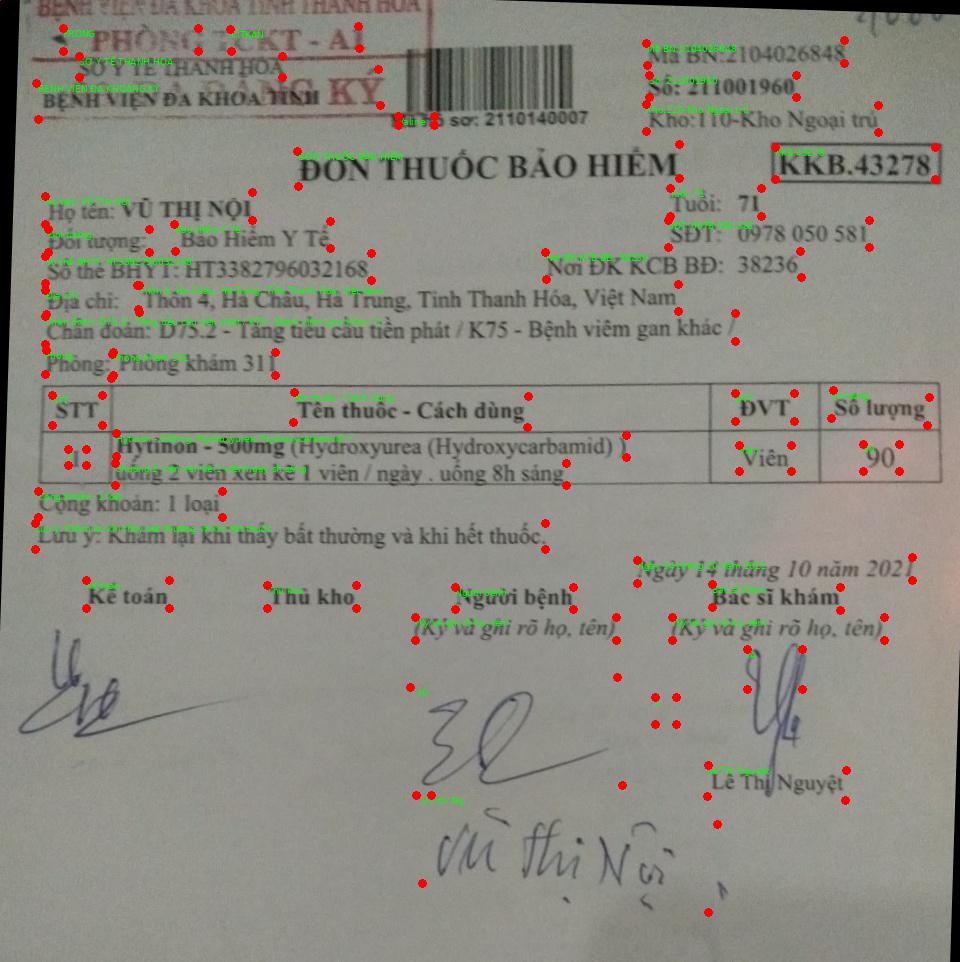 BỆNH VIỆN ĐA KHOA TỈNH THANH HOÁ
PHÒNG TCKT - A1
SỞ Y TẾ THANH HOÁ
BỆNH VIỆN ĐA KHOA TỈNH KÝ
Mã BN:2104026848
Số: 211001960
Kho:110-Kho Ngoại trú
sơ: 2110140007
ĐƠN THUỐC BẢO HIỂM
KKB.43278
Họ tên: VŨ THỊ NỘI
Tuổi: 71
Đối tượng: Bảo Hiểm Y Tế
SĐT: 0978 050 581
Số thẻ BHYT: HT3382796032168
Nơi ĐK KCB BĐ: 38236
Địa chỉ: Thôn 4, Hà Châu, Hà Trung, Tỉnh Thanh Hóa, Việt Nam
Chẩn đoán: D75.2 - Tăng tiểu cầu tiên phát / K75 - Bệnh viêm gan khác /
Phòng: Phòng khám 311
STT Tên thuốc - Cách dùng ĐVT Số lượng
1 Hytinon - 500mg (Hydroxyurea (Hydroxycarbamid) ) Viên 90
uống 2 viên xen kẽ 1 viên / ngày . uống 8h sáng
Cộng khoản: 1 loại
Lưu ý: Khám lại khi thấy bất thường và khi hết thuốc.
Ngày 14 tháng 10 năm 2021
Kế toán Thủ kho Người bệnh Bác sĩ khám
(Ký và ghi rõ họ, tên) (Ký và ghi rõ họ, tên)
Lê Thị Nguyệt
Vũ Thị Nội